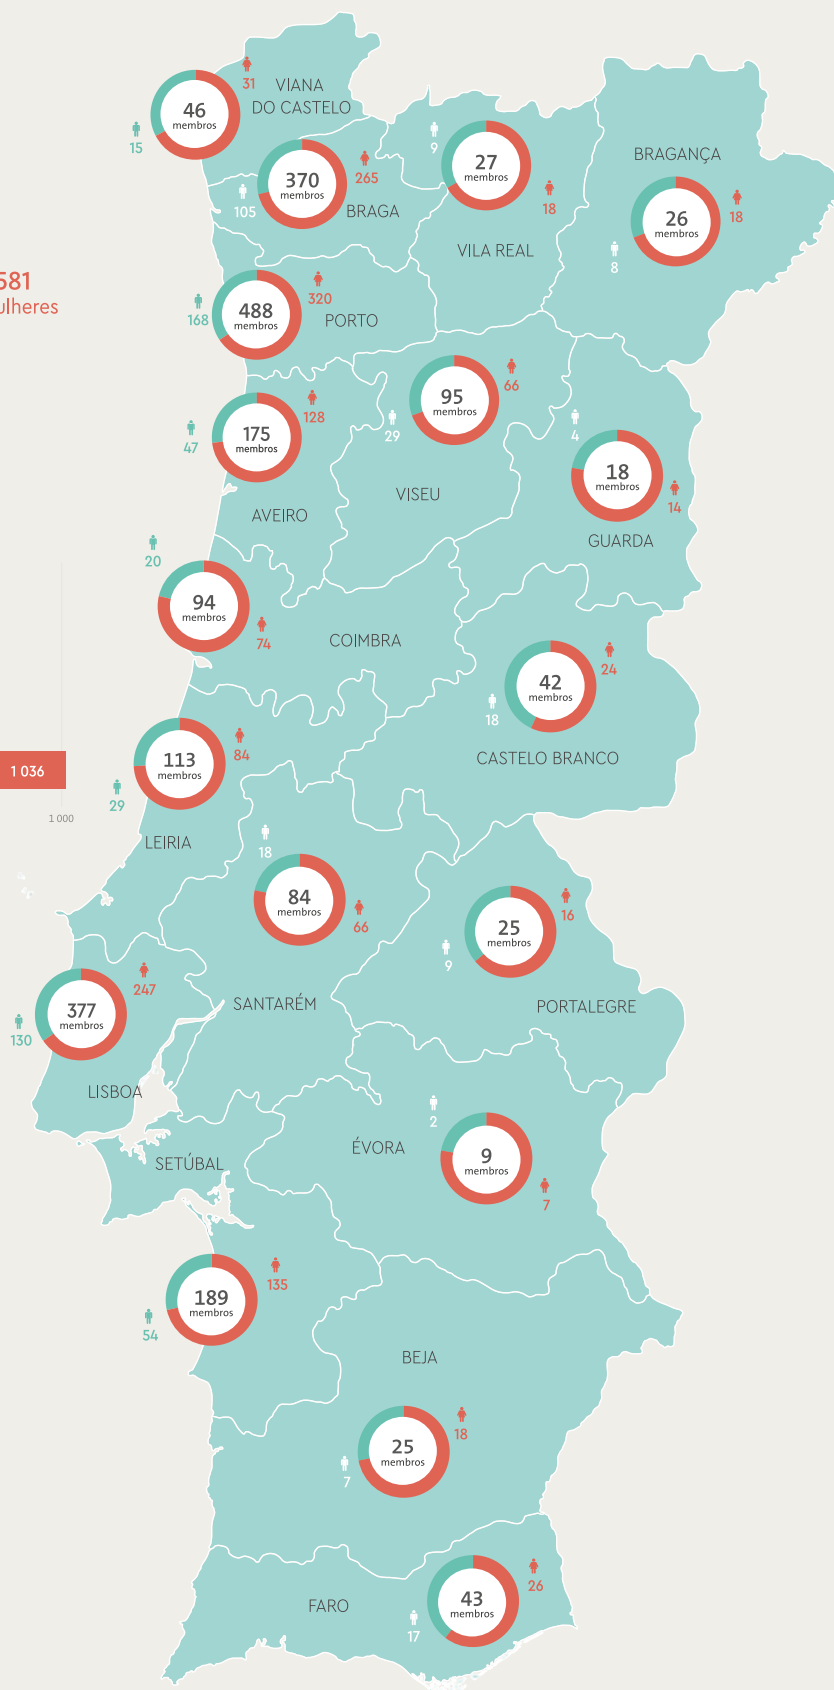 31
VIANA
DO CASTELO
46
membros
15
9
370
membros
265
105
BRAGA
27
membros
18
VILA REAL
BRAGANÇA
26
membros
18
8
581
ulheres
320
488
membros
168
PORTO
66
95
membros
29
VISEU
128
175
membros
47
AVEIRO
4
18
membros
14
GUARDA
20
94
membros
74
COIMBRA
24
42
membros
18
CASTELO BRANCO
84
113
membros
29
LEIRIA
1 036
1 000
18
84
membros
66
SANTARÉM
16
25
membros
9
PORTALEGRE
247
377
membros
130
LISBOA
2
ÉVORA
9
membros
7
SETÚBAL
135
189
membros
54
BEJA
18
25
membros
7
FARO
26
43
membros
17